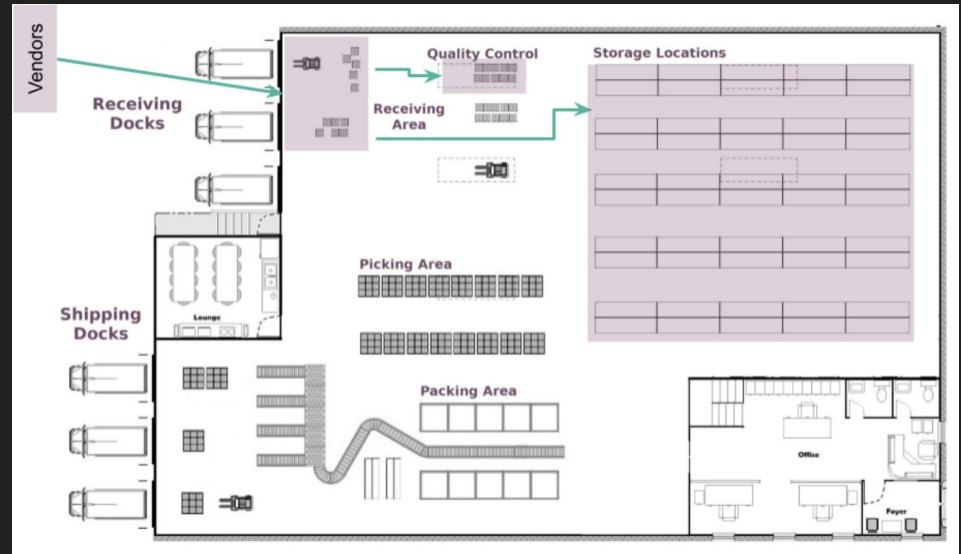 Vendors
Receiving
Docks
Quality Control
Storage Locations
Receiving
Area
Picking Area
Lounge
Shipping
Docks
Packing Area
Office
Foyer